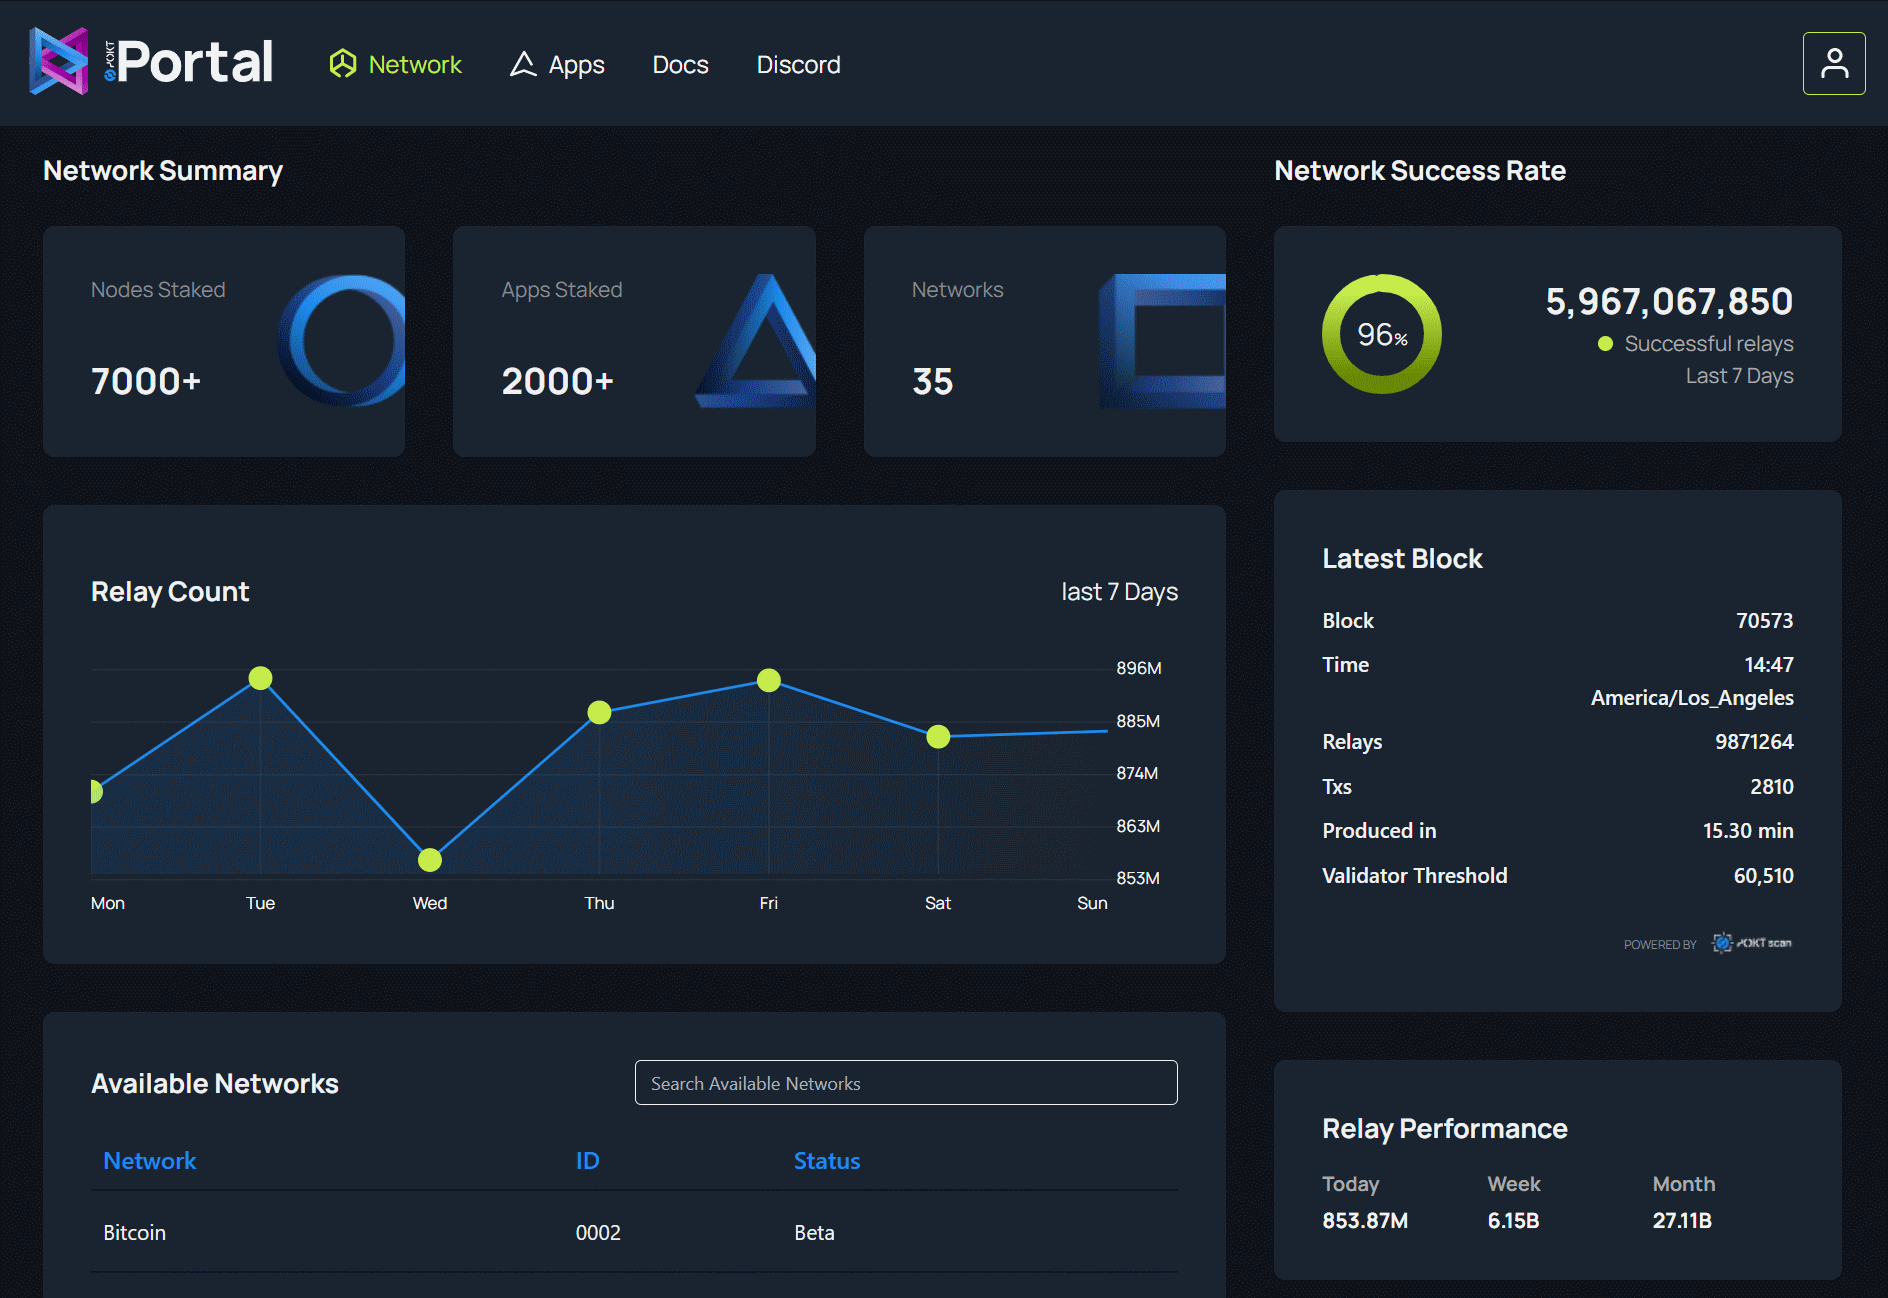 POKT Portal
Network
Apps
Docs
Discord
Network Summary
Nodes Staked
7000+
Apps Staked
2000+
Networks
35
Network Success Rate
96%
5,967,067,850
Successful relays
Last 7 Days
Relay Count
last 7 Days
896M
885M
874M
863M
853M
Mon Tue Wed Thu Fri Sat Sun
Latest Block
Block 70573
Time 14:47
America/Los_Angeles
Relays 9871264
Txs 2810
Produced in 15.30 min
Validator Threshold 60,510
POWERED BY POKT scan
Available Networks
Search Available Networks
Network ID Status
Bitcoin 0002 Beta
Relay Performance
Today Week Month
853.87M 6.15B 27.11B